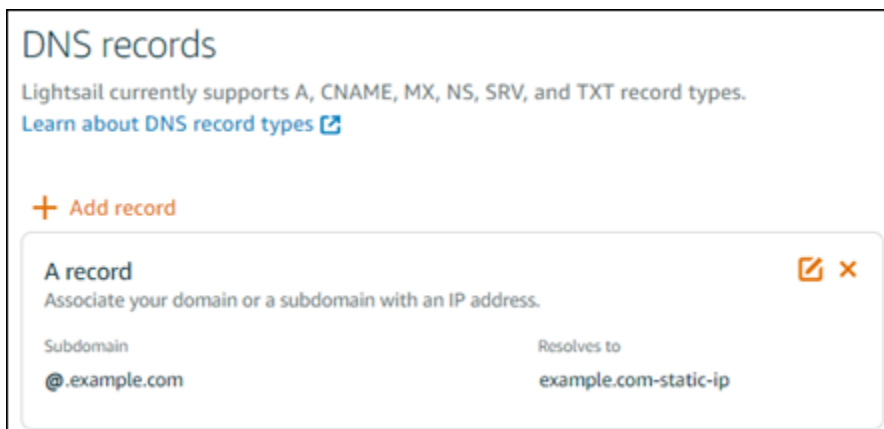 DNS records
Lightsail currently supports A, CNAME, MX, NS, SRV, and TXT record types.
Learn about DNS record types
+ Add record
A record
Associate your domain or a subdomain with an IP address.
Subdomain
Resolves to
@.example.com
example.com-static-ip